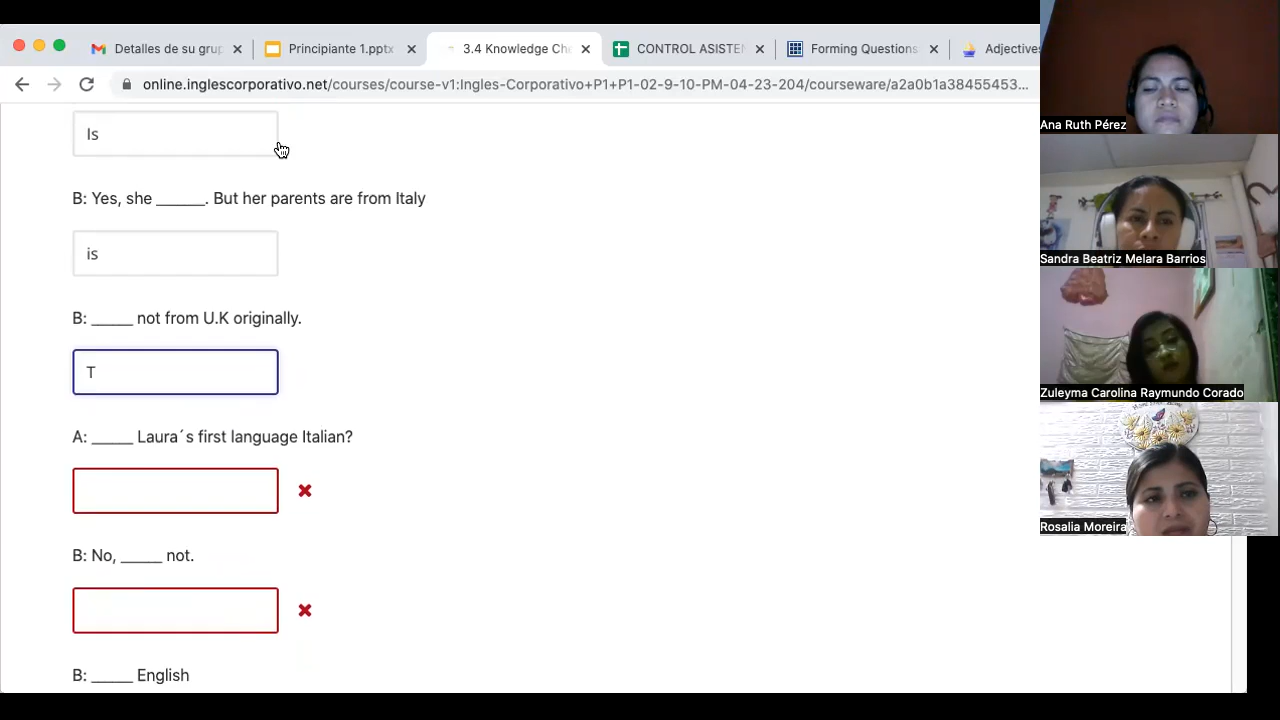 Detalles de su grup
Principiante 1.pptx
3.4 Knowledge Che
CONTROL ASISTEN
Forming Questions
Adjectives
online.inglescorporativo.net/courses/course-v1:Ingles-Corporativo+P1+P1-02-9-10-PM-04-23-204/courseware/a2a0b1a38455453...
Is
B: Yes, she ______. But her parents are from Italy
is
B: _____ not from U.K originally.
T
A: _____ Laura´s first language Italian?
B: No, _____ not.
B: _____ English
Ana Ruth Pérez
Sandra Beatriz Melara Barrios
Zuleyma Carolina Raymundo Corado
Rosalia Moreira